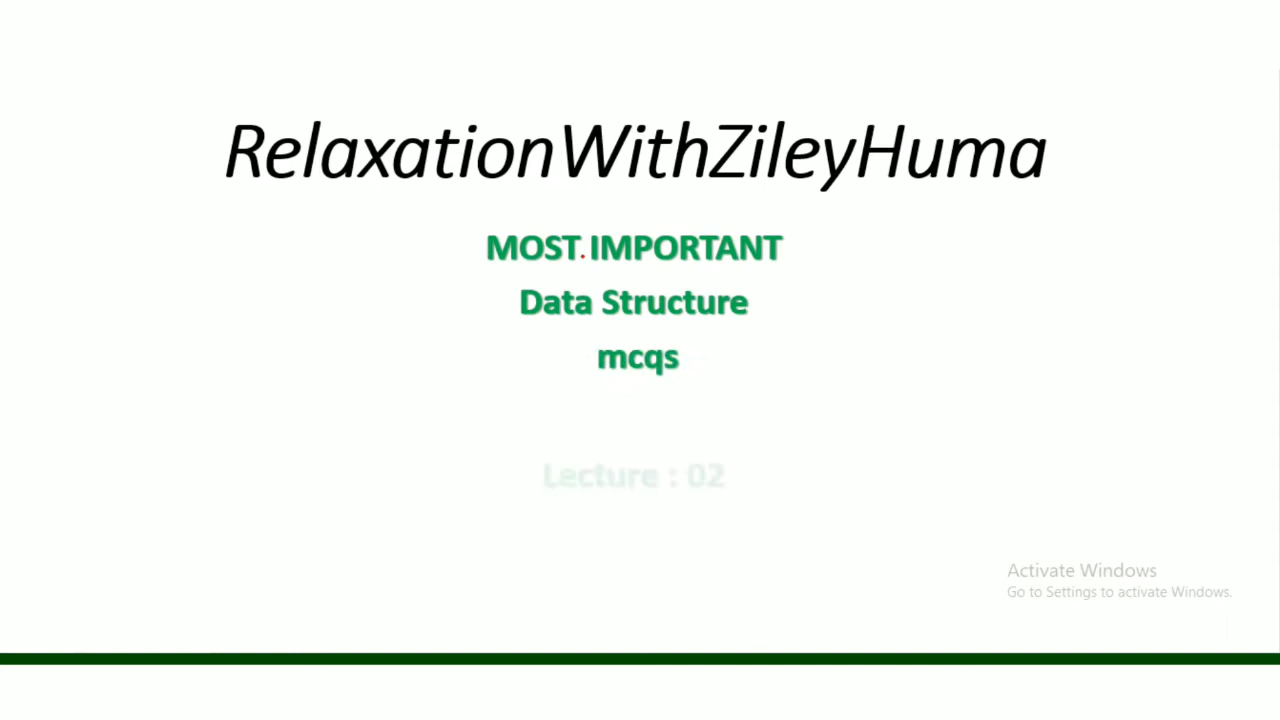 RelaxationWithZileyHuma
MOST IMPORTANT
Data Structure
mcqs
Lecture : 02
Activate Windows
Go to Settings to activate Windows.